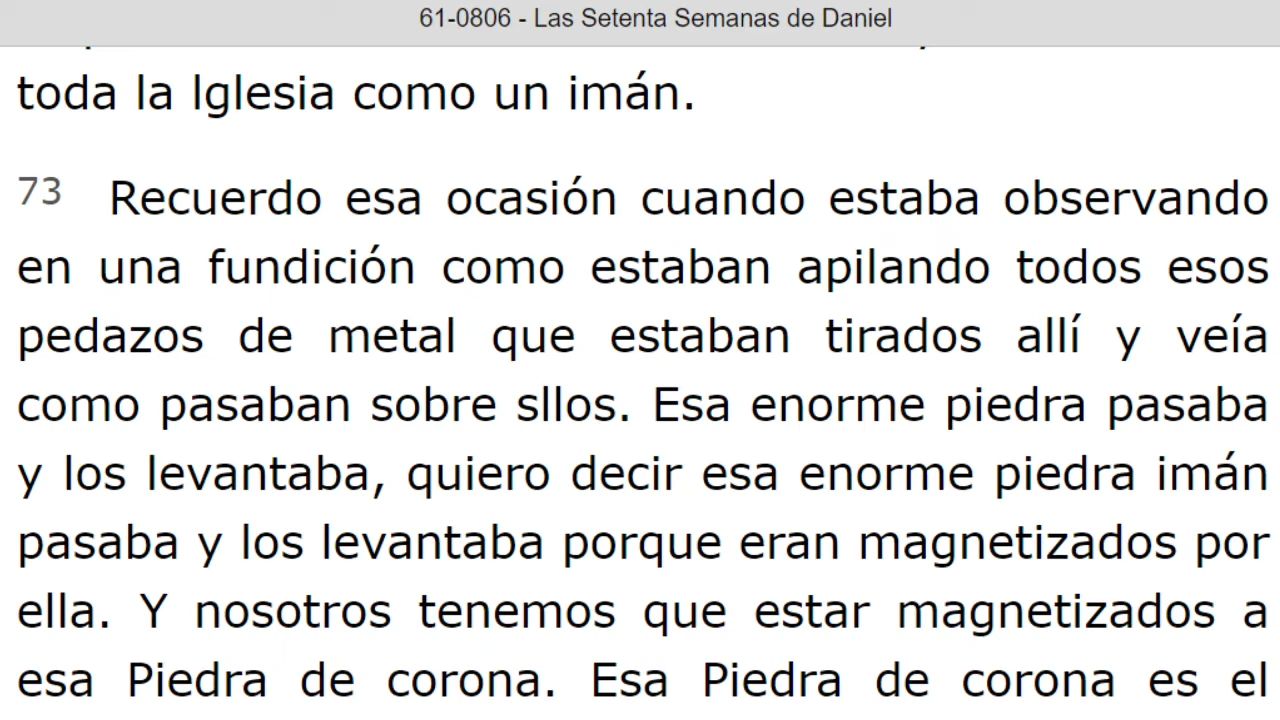 61-0806 - Las Setenta Semanas de Daniel
toda la lglesia como un imán.
73 Recuerdo esa ocasión cuando estaba observando
en una fundición como estaban apilando todos esos
pedazos de metal que estaban tirados allí y veía
como pasaban sobre sllos. Esa enorme piedra pasaba
y los levantaba, quiero decir esa enorme piedra imán
pasaba y los levantaba porque eran magnetizados por
ella. Y nosotros tenemos que estar magnetizados a
esa Piedra de corona. Esa Piedra de corona es el